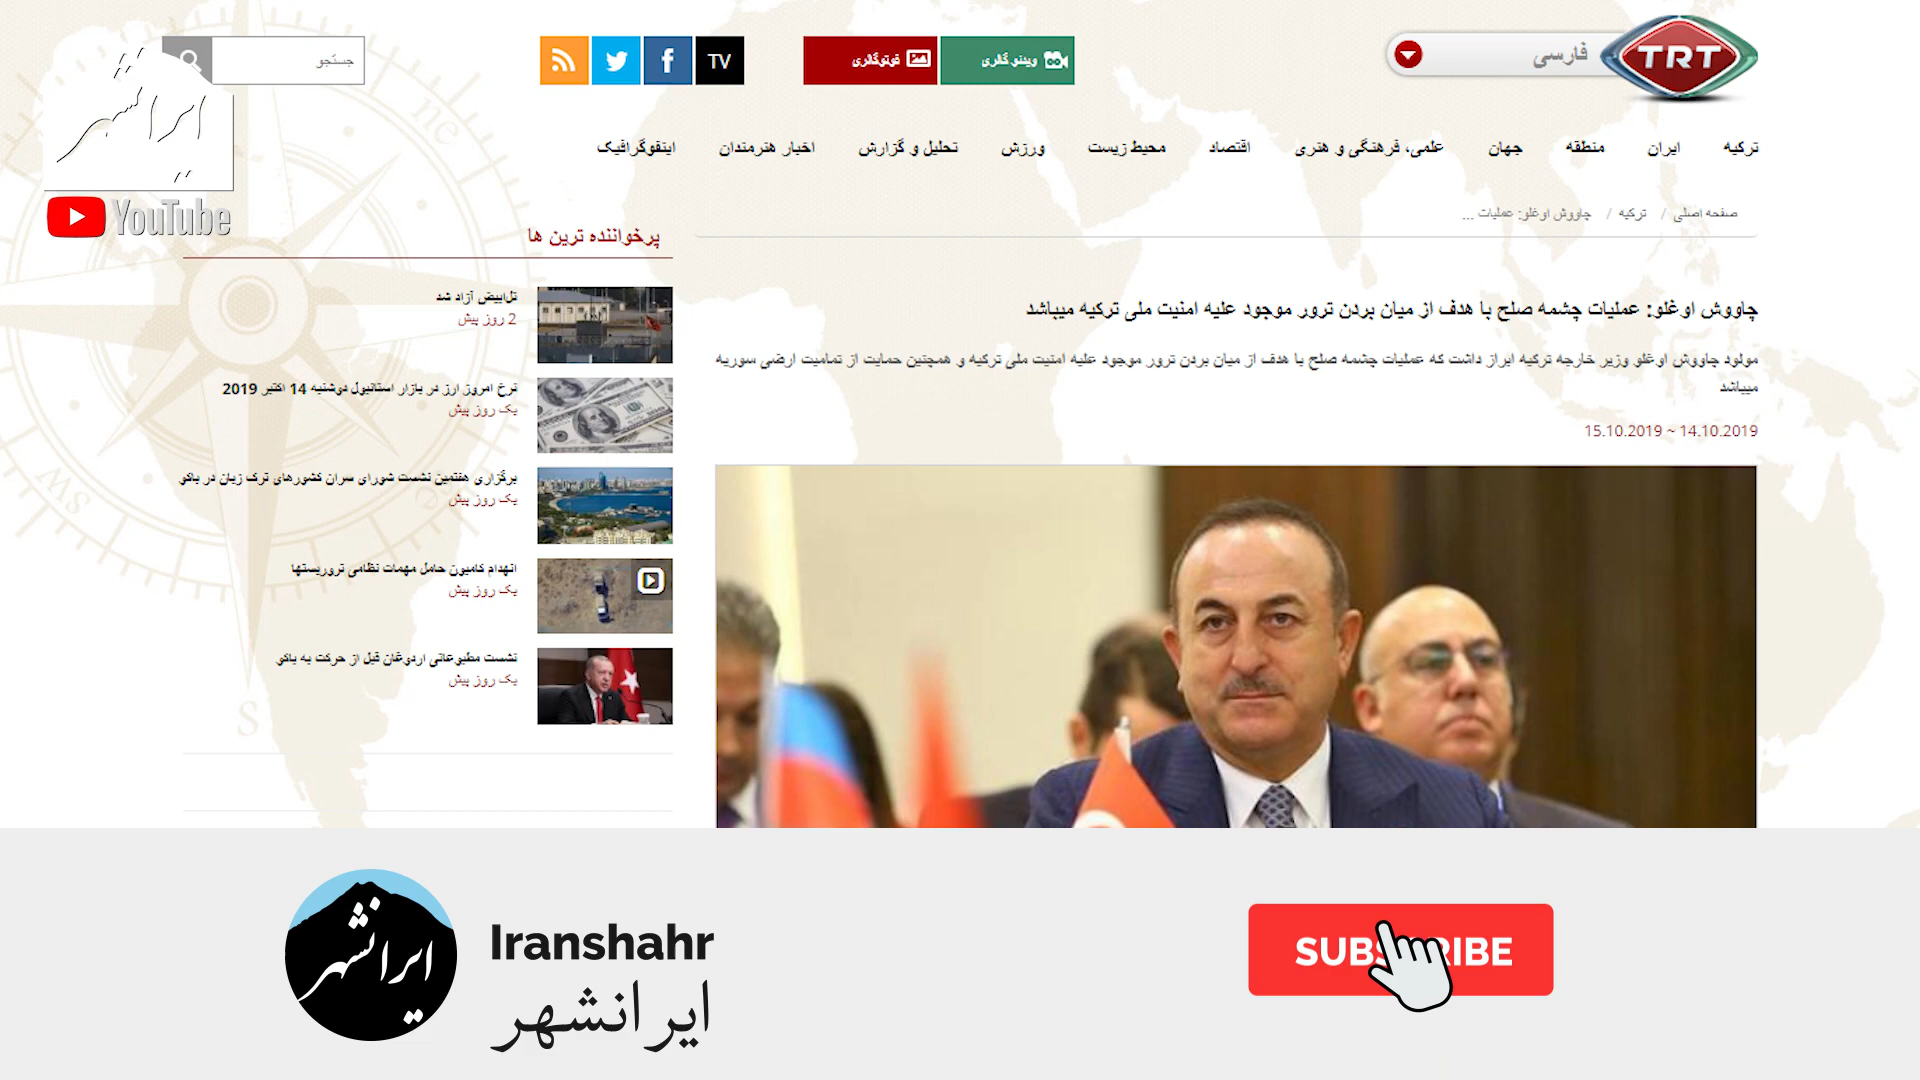 فارسی
TRT
ویدئو گالری
فوتوگالری
TV
جستجو
ایرانشهر
YouTube
ترکیه
ایران
منطقه
جهان
علمی، فرهنگی و هنری
اقتصاد
محیط زیست
ورزش
تحلیل و گزارش
اخبار هنرمندان
اینفوگرافیک
صفحه اصلی / ترکیه / چاووش اوغلو: عملیات ...
چاووش اوغلو: عملیات چشمه صلح با هدف از میان بردن ترور موجود علیه امنیت ملی ترکیه میباشد
مولود چاووش اوغلو وزیر خارجه ترکیه ابراز داشت که عملیات چشمه صلح با هدف از میان بردن ترور موجود علیه امنیت ملی ترکیه و همچنین حمایت از تمامیت ارضی سوریه
میباشد
14.10.2019 ~ 15.10.2019
پرخواننده ترین ها
تل‌ابیض آزاد شد
2 روز پیش
نرخ امروز ارز در بازار استانبول دوشنبه 14 اکتبر 2019
یک روز پیش
برگزاری هفتمین نشست شورای سران کشورهای ترک زبان در باکو
یک روز پیش
انهدام کامیون حامل مهمات نظامی تروریستها
یک روز پیش
نشست مطبوعاتی اردوغان قبل از حرکت به باکو
یک روز پیش
ne
sw
S
ایرانشهر
Iranshahr
ایرانشهر
SUBSCRIBE